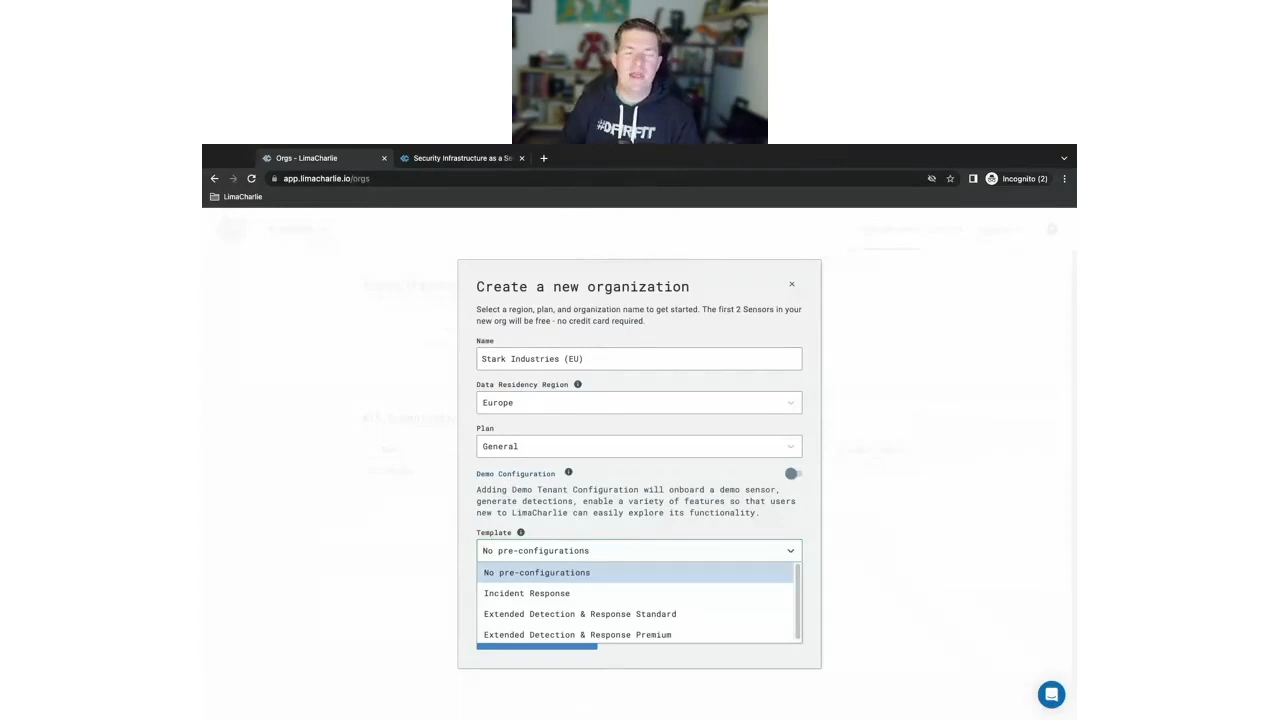 #DFIRFIT
Orgs - LimaCharlie
Security Infrastructure as a Se
app.limacharlie.io/orgs
Incognito (2)
LimaCharlie
Create a new organization
Select a region, plan, and organization name to get started. The first 2 Sensors in your
new org will be free - no credit card required.
Name
Stark Industries (EU)
Data Residency Region
Europe
Plan
General
Demo Configuration
Adding Demo Tenant Configuration will onboard a demo sensor,
generate detections, enable a variety of features so that users
new to LimaCharlie can easily explore its functionality.
Template
No pre-configurations
No pre-configurations
Incident Response
Extended Detection & Response Standard
Extended Detection & Response Premium